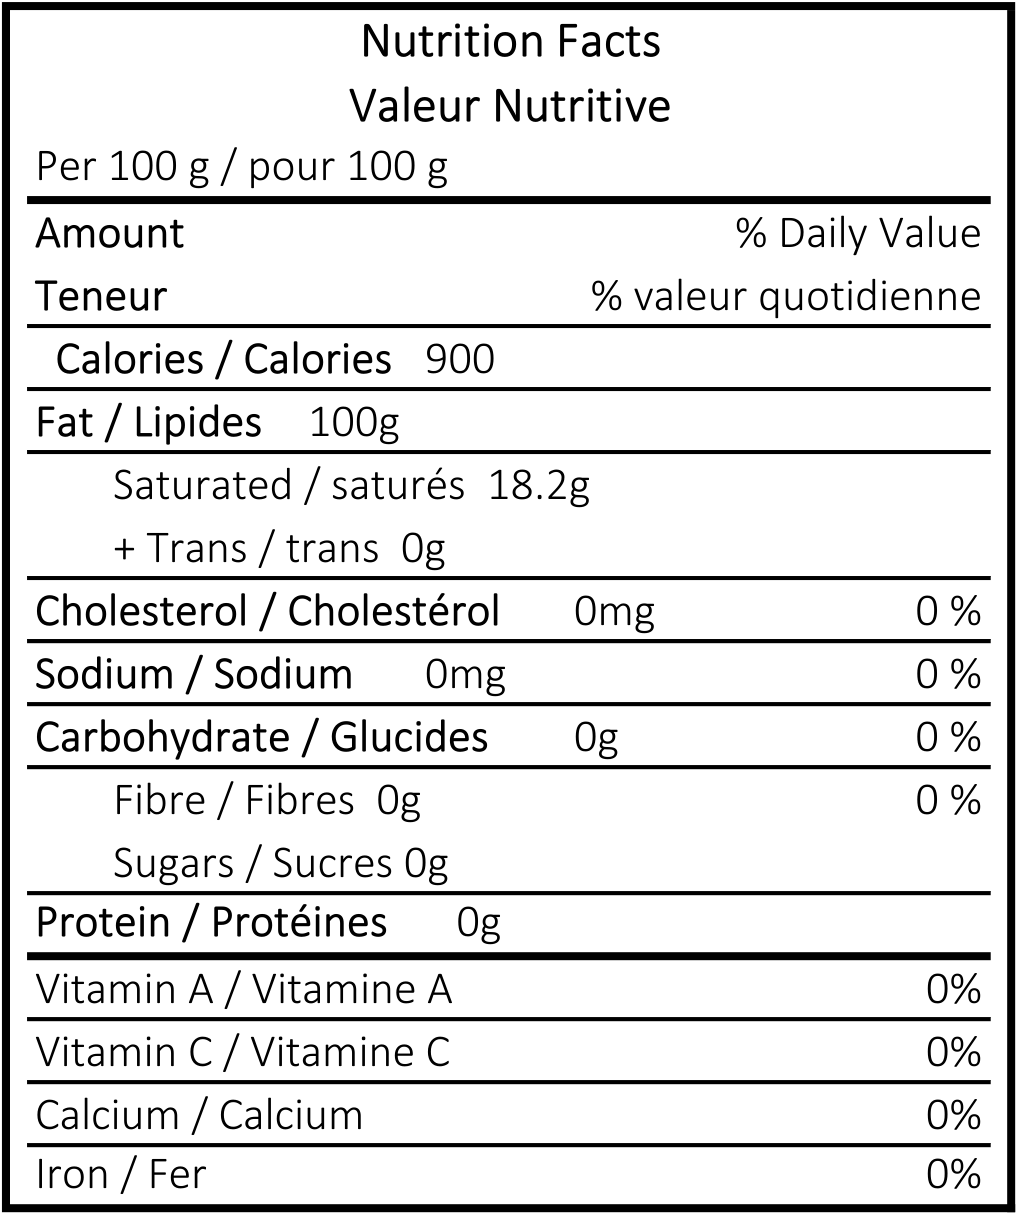 Nutrition Facts
Valeur Nutritive
Per 100 g / pour 100 g
Amount % Daily Value
Teneur % valeur quotidienne
Calories / Calories 900
Fat / Lipides 100g
Saturated / saturés 18.2g
+ Trans / trans 0g
Cholesterol / Cholestérol 0mg 0 %
Sodium / Sodium 0mg 0 %
Carbohydrate / Glucides 0g 0 %
Fibre / Fibres 0g 0 %
Sugars / Sucres 0g
Protein / Protéines 0g
Vitamin A / Vitamine A 0%
Vitamin C / Vitamine C 0%
Calcium / Calcium 0%
Iron / Fer 0%